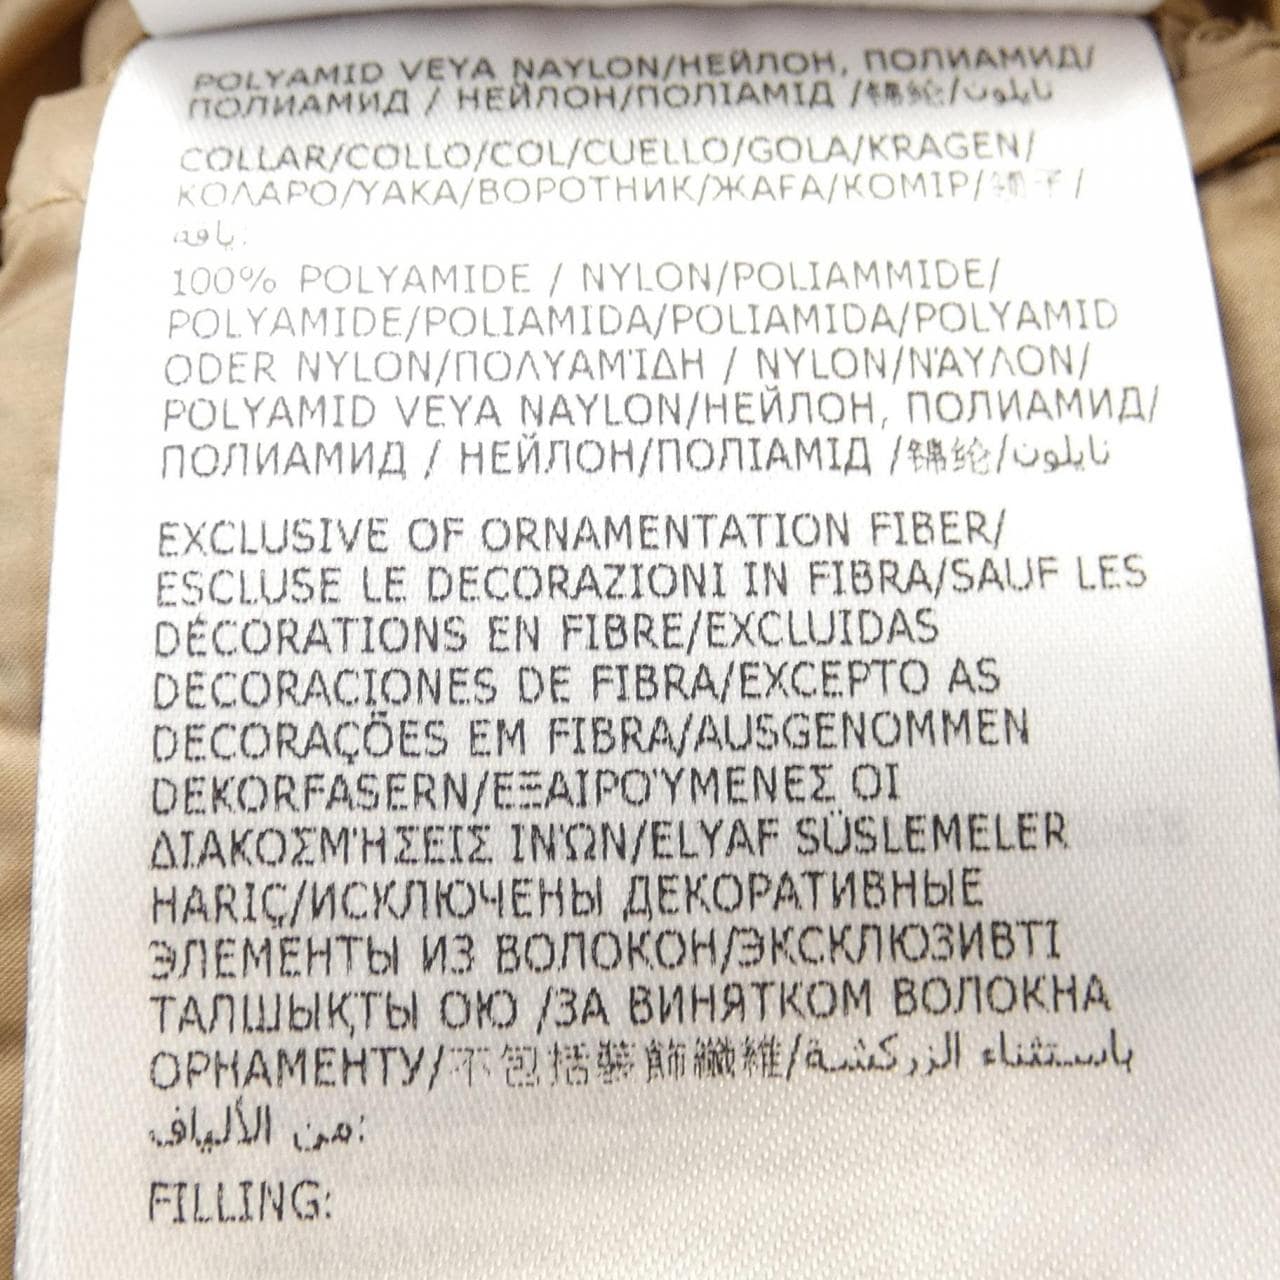 POLYAMID VEYA NAYLON/НЕЙЛОН, ПОЛИАМИД/
ПОЛИАМИД / НЕЙЛОН/ПОЛІАМІД /锦纶/نايلون
COLLAR/COLLO/COL/CUELLO/GOLA/KRAGEN/
ΚΟΛΑΡΟ/YAKA/ВОРОТНИК/ЖАҒА/КОМІР/领子/
ياقة:
100% POLYAMIDE / NYLON/POLIAMMIDE/
POLYAMIDE/POLIAMIDA/POLIAMIDA/POLYAMID
ODER NYLON/ΠΟΛΥΑΜΊΔΗ / NYLON/ΝΆΥΛΟΝ/
POLYAMID VEYA NAYLON/НЕЙЛОН, ПОЛИАМИД/
ПОЛИАМИД / НЕЙЛОН/ПОЛІАМІД /锦纶/نايلون
EXCLUSIVE OF ORNAMENTATION FIBER/
ESCLUSE LE DECORAZIONI IN FIBRA/SAUF LES
DÉCORATIONS EN FIBRE/EXCLUIDAS
DECORACIONES DE FIBRA/EXCEPTO AS
DECORAÇÕES EM FIBRA/AUSGENOMMEN
DEKORFASERN/ΕΞΑΙΡΟΎΜΕΝΕΣ ΟΙ
ΔΙΑΚΟΣΜΉΣΕΙΣ ΙΝΏΝ/ELYAF SÜSLEMELER
HARIÇ/ИСКЛЮЧЕНЫ ДЕКОРАТИВНЫЕ
ЭЛЕМЕНТЫ ИЗ ВОЛОКОН/ЭКСКЛЮЗИВТІ
ТАЛШЫҚТЫ ОЮ /ЗА ВИНЯТКОМ ВОЛОКНА
ОРНАМЕНТУ/不包括裝飾纖維/باستثناء الزركشة
من الألياف:
FILLING: